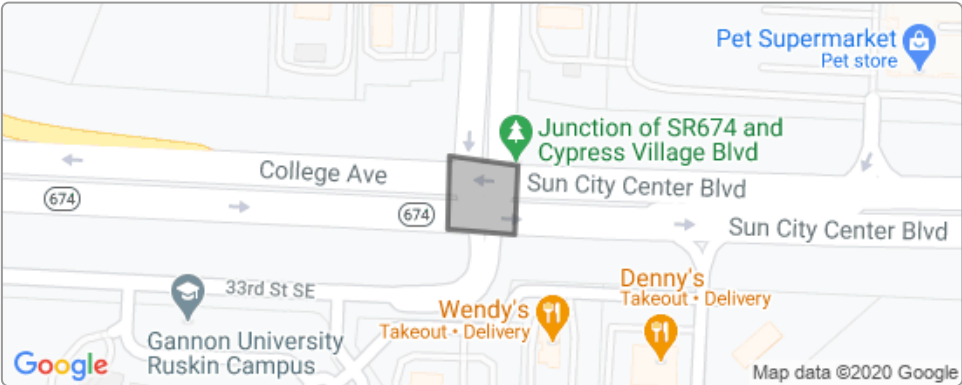 Pet Supermarket
Pet store
Junction of SR674 and
Cypress Village Blvd
College Ave
Sun City Center Blvd
674
674
Sun City Center Blvd
33rd St SE
Denny's
Takeout • Delivery
Wendy's
Takeout • Delivery
Gannon University
Ruskin Campus
Google
Map data ©2020 Google